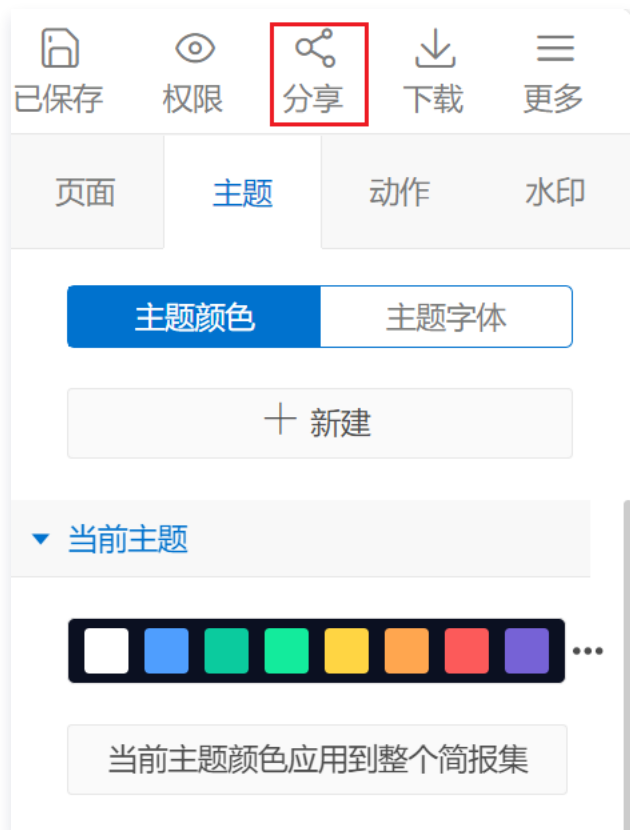 已保存 权限 分享 下载 更多
页面 主题 动作 水印
主题颜色 主题字体
新建
当前主题
当前主题颜色应用到整个简报集